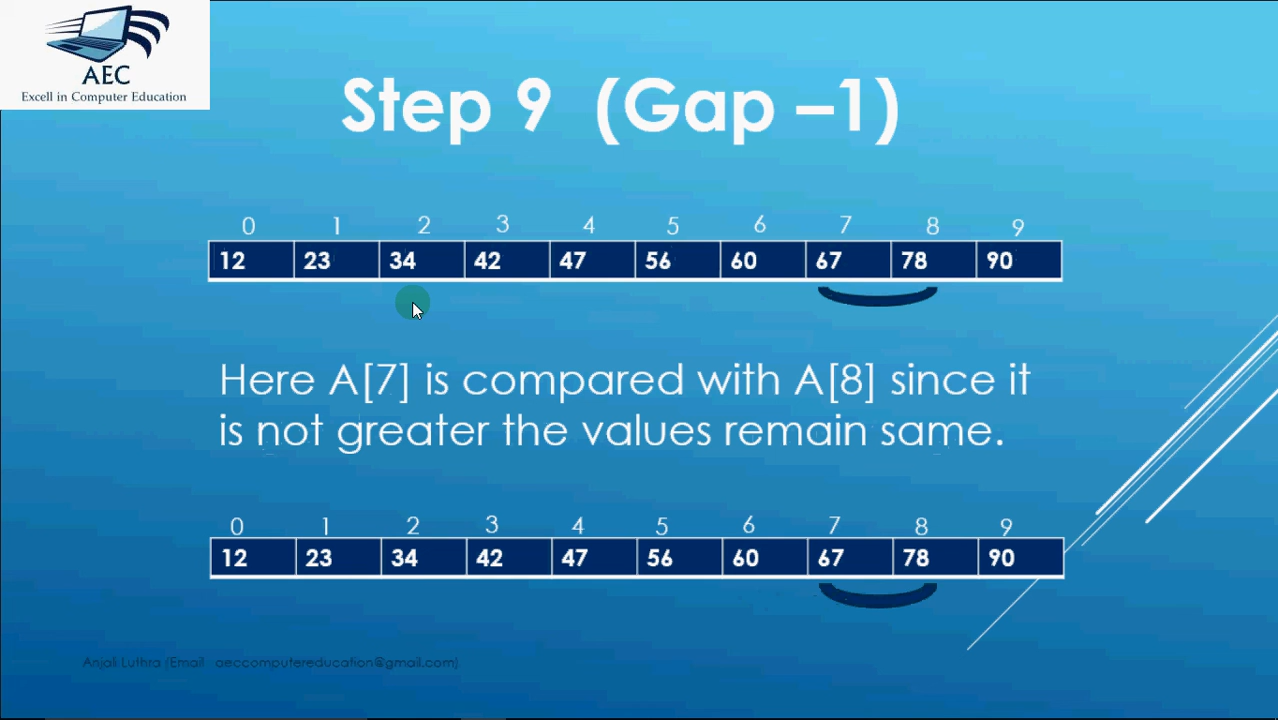 AEC
Excell in Computer Education
Step 9 (Gap –1)
0 1 2 3 4 5 6 7 8 9
12 23 34 42 47 56 60 67 78 90
Here A[7] is compared with A[8] since it
is not greater the values remain same.
0 1 2 3 4 5 6 7 8 9
12 23 34 42 47 56 60 67 78 90
Anjali Luthra (Email aeccomputereducation@gmail.com)